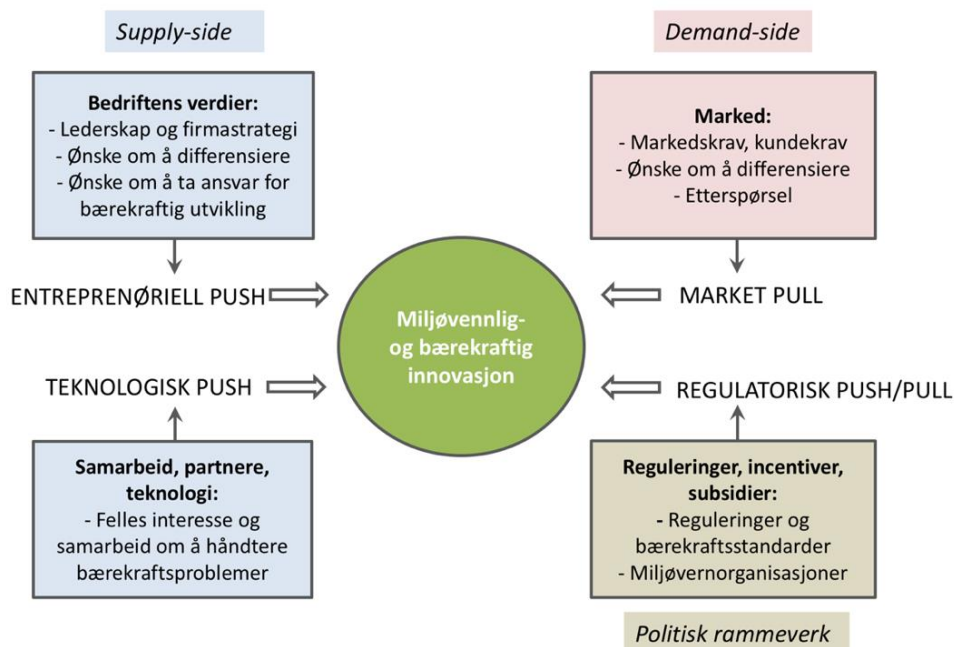 Supply-side
Demand-side
Bedriftens verdier:
- Lederskap og firmastrategi
- Ønske om å differensiere
- Ønske om å ta ansvar for
bærekraftig utvikling
Marked:
- Markedskrav, kundekrav
- Ønske om å differensiere
- Etterspørsel
ENTREPRENØRIELL PUSH
MARKET PULL
Miljøvennlig-
og bærekraftig
innovasjon
TEKNOLOGISK PUSH
REGULATORISK PUSH/PULL
Samarbeid, partnere,
teknologi:
- Felles interesse og
samarbeid om å håndtere
bærekraftsproblemer
Reguleringer, incentiver,
subsidier:
- Reguleringer og
bærekraftsstandarder
- Miljøvernorganisasjoner
Politisk rammeverk